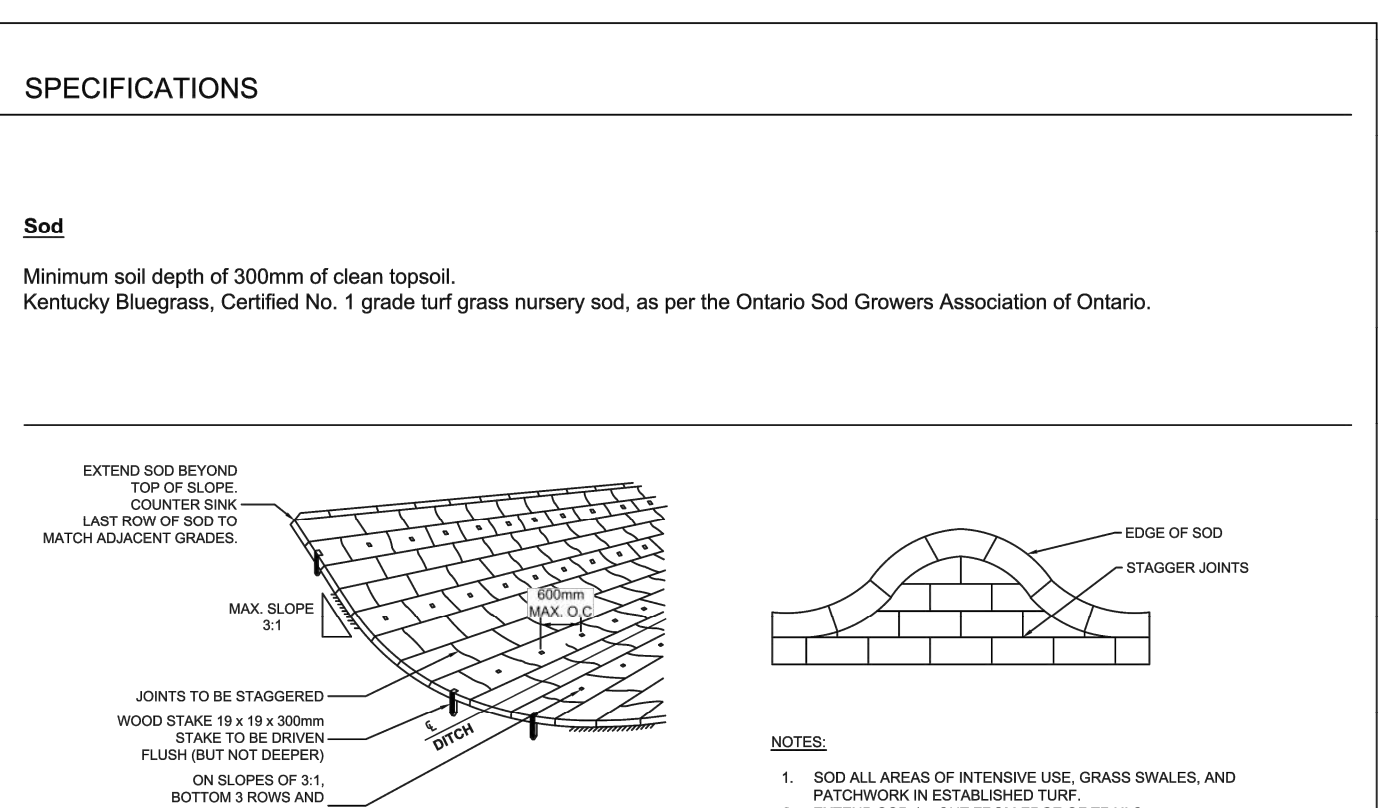 SPECIFICATIONS
Sod
Minimum soil depth of 300mm of clean topsoil.
Kentucky Bluegrass, Certified No. 1 grade turf grass nursery sod, as per the Ontario Sod Growers Association of Ontario.
EXTEND SOD BEYOND
TOP OF SLOPE.
COUNTER SINK
LAST ROW OF SOD TO
MATCH ADJACENT GRADES.
MAX. SLOPE
3:1
600mm
MAX. O.C
JOINTS TO BE STAGGERED
WOOD STAKE 19 x 19 x 300mm
STAKE TO BE DRIVEN
FLUSH (BUT NOT DEEPER)
ON SLOPES OF 3:1,
BOTTOM 3 ROWS AND
℄
DITCH
EDGE OF SOD
STAGGER JOINTS
NOTES:
1. SOD ALL AREAS OF INTENSIVE USE, GRASS SWALES, AND
PATCHWORK IN ESTABLISHED TURF.